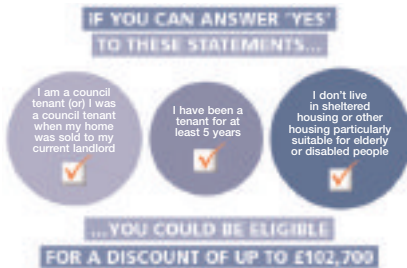 IF YOU CAN ANSWER 'YES'
TO THESE STATEMENTS...
I am a council
tenant (or) I was
a council tenant
when my home
was sold to my
current landlord
I have been a
tenant for at
least 5 years
I don't live
in sheltered
housing or other
housing particularly
suitable for elderly
or disabled people
...YOU COULD BE ELIGIBLE
FOR A DISCOUNT OF UP TO £102,700